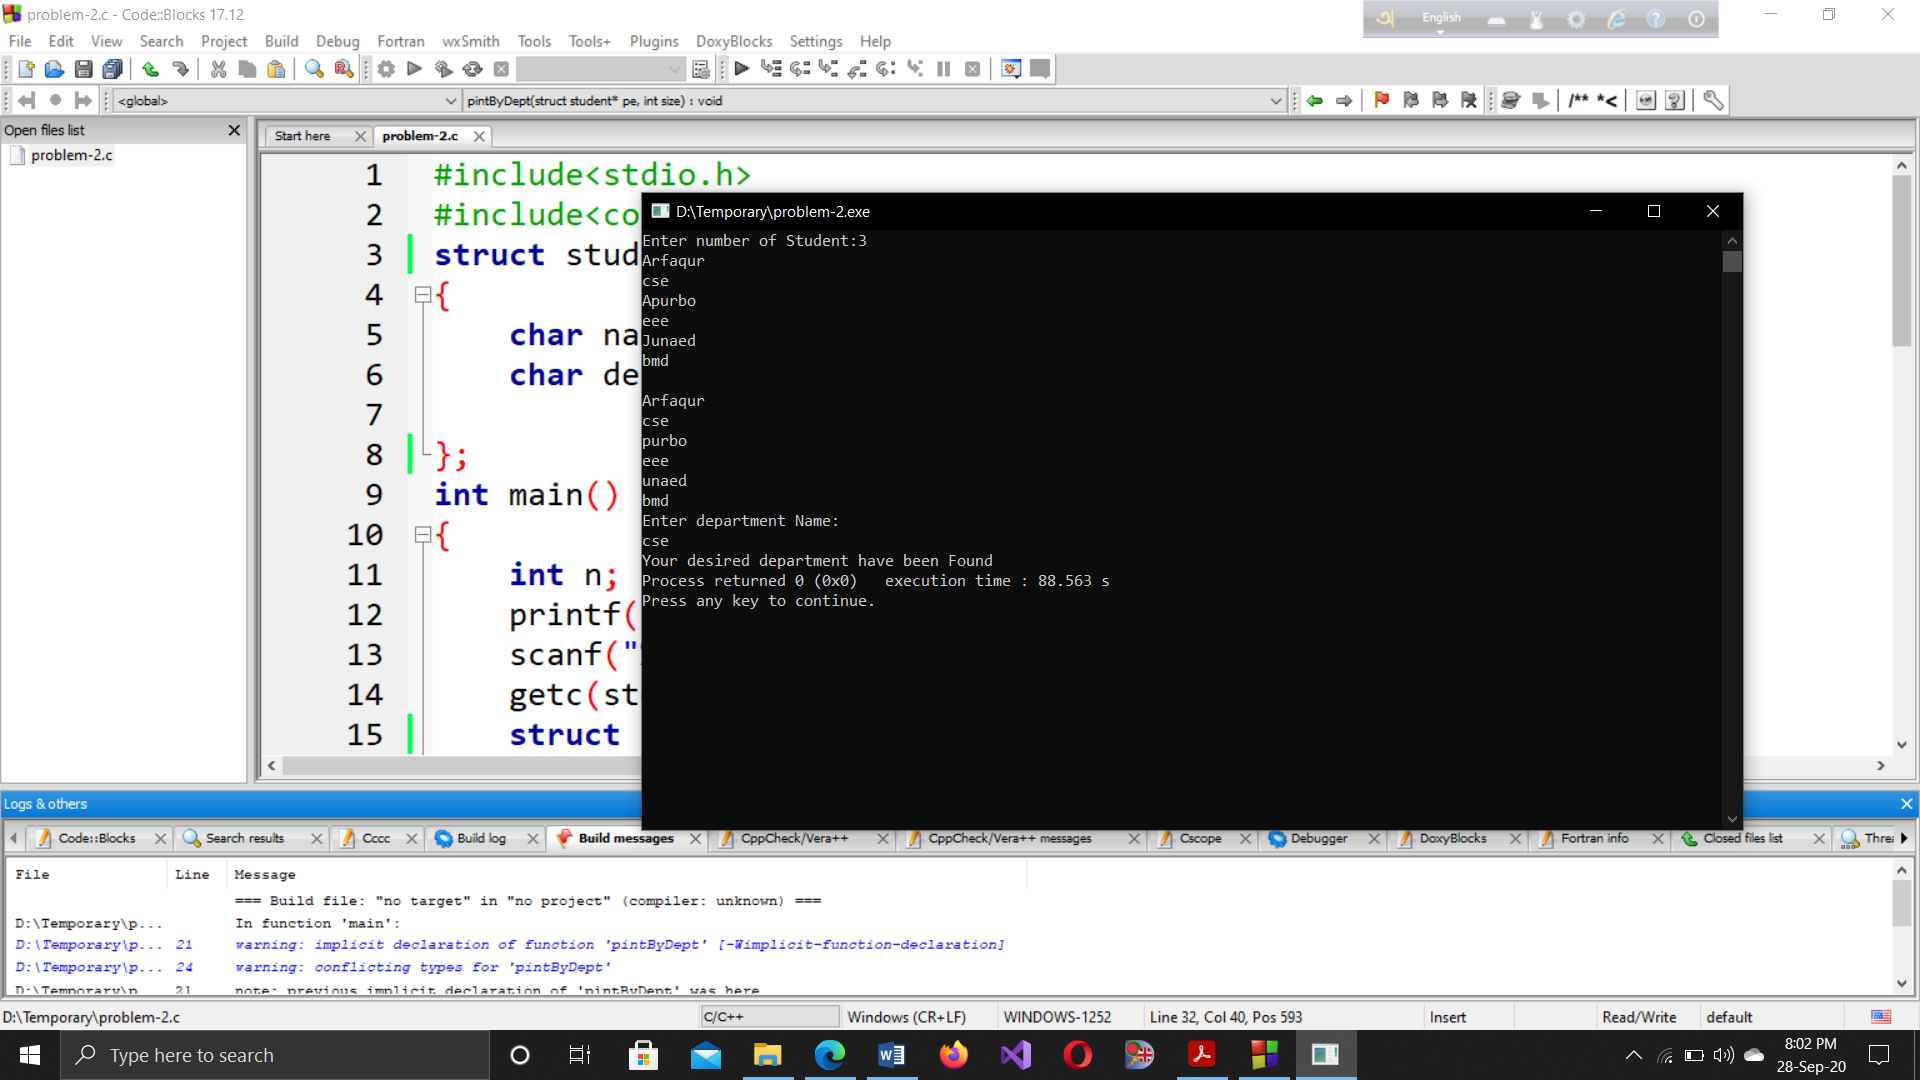 problem-2.c - Code::Blocks 17.12
English
File Edit View Search Project Build Debug Fortran wxSmith Tools Tools+ Plugins DoxyBlocks Settings Help
<global>
pintByDept(struct student* pe, int size) : void
/** *<
Open files list
problem-2.c
Start here
problem-2.c
1 #include<stdio.h>
2 #include<co
3 struct stud
4 {
5 char na
6 char de
7
8 };
9 int main()
10 {
11 int n;
12 printf(
13 scanf("
14 getc(st
15 struct
D:\Temporary\problem-2.exe
Enter number of Student:3
Arfaqur
cse
Apurbo
eee
Junaed
bmd
Arfaqur
cse
purbo
eee
unaed
bmd
Enter department Name:
cse
Your desired department have been Found
Process returned 0 (0x0) execution time : 88.563 s
Press any key to continue.
Logs & others
Code::Blocks Search results Cccc Build log Build messages CppCheck/Vera++ CppCheck/Vera++ messages Cscope Debugger DoxyBlocks Fortran info Closed files list Threa
File Line Message
=== Build file: "no target" in "no project" (compiler: unknown) ===
D:\Temporary\p... In function 'main':
D:\Temporary\p... 21 warning: implicit declaration of function 'pintByDept' [-Wimplicit-function-declaration]
D:\Temporary\p... 24 warning: conflicting types for 'pintByDept'
D:\Temporary\p... 21 note: previous implicit declaration of 'pintByDept' was here
D:\Temporary\problem-2.c C/C++ Windows (CR+LF) WINDOWS-1252 Line 32, Col 40, Pos 593 Insert Read/Write default
Type here to search
8:02 PM
28-Sep-20